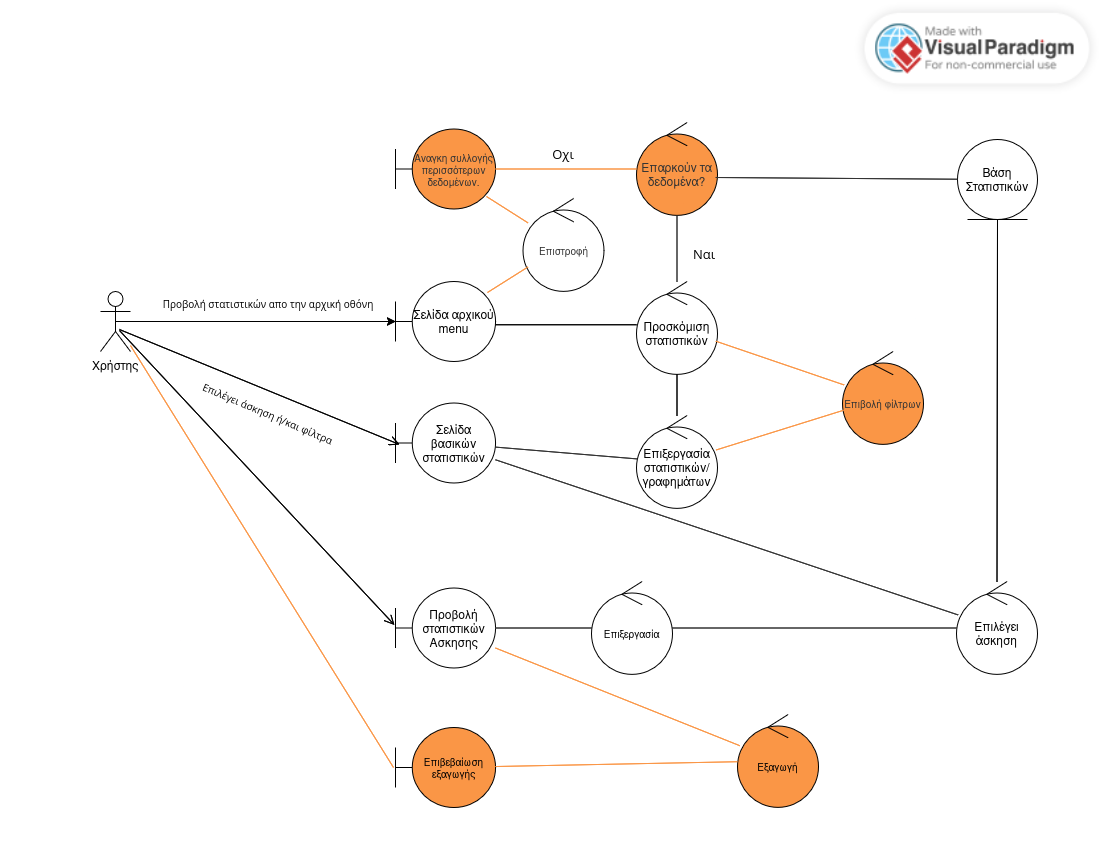 Made with
Visual Paradigm
For non-commercial use
Αναγκη συλλογής
περισσότερων
δεδομένων.
Οχι
Επαρκούν τα
δεδομένα?
Βάση
Στατιστικών
Επιστροφή
Ναι
Προβολή στατιστικών απο την αρχική οθόνη
Χρήστης
Σελίδα αρχικού
menu
Προσκόμιση
στατιστικών
Επιβολή φίλτρων
Επιλέγει άσκηση ή/και φίλτρα
Σελίδα
βασικών
στατιστικών
Επιξεργασία
στατιστικών/
γραφημάτων
Προβολή
στατιστικών
Ασκησης
Επιξεργασία
Επιλέγει
άσκηση
Επιβεβαίωση
εξαγωγής
Εξαγωγή